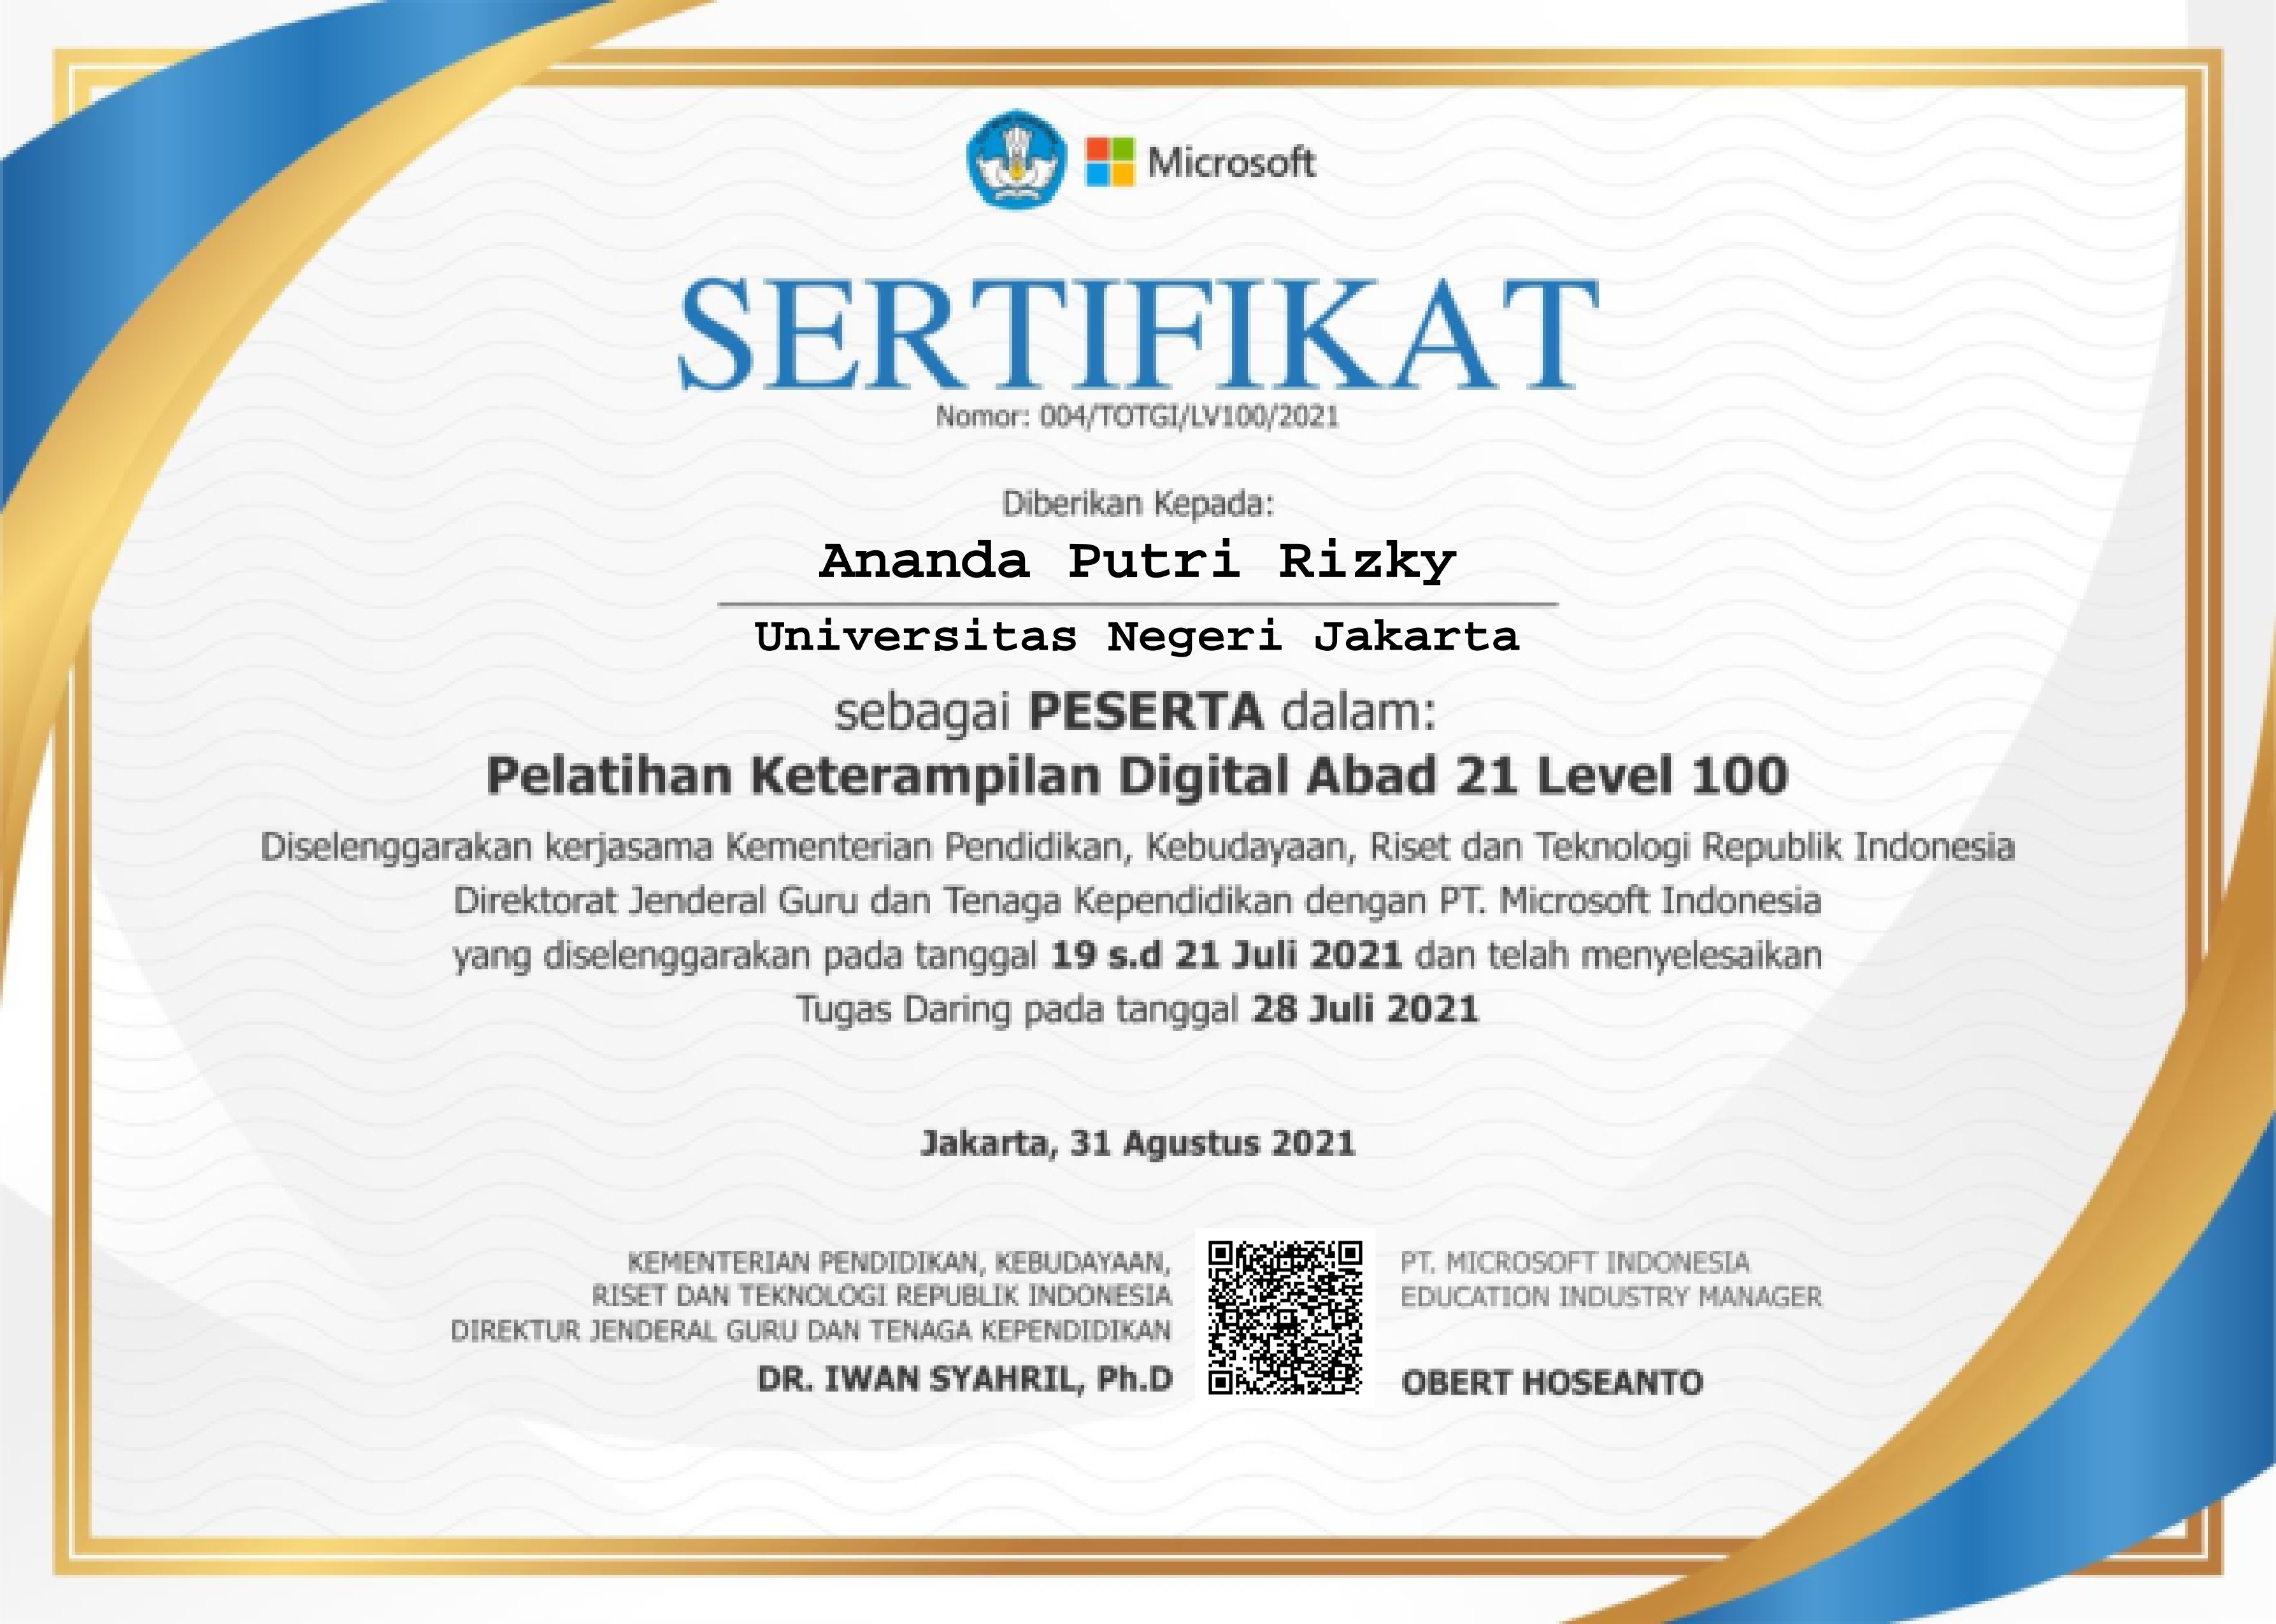 Microsoft
SERTIFIKAT
Nomor: 004/TOTGI/LV100/2021
Diberikan Kepada:
Ananda Putri Rizky
Universitas Negeri Jakarta
sebagai PESERTA dalam:
Pelatihan Keterampilan Digital Abad 21 Level 100
Diselenggarakan kerjasama Kementerian Pendidikan, Kebudayaan, Riset dan Teknologi Republik Indonesia
Direktorat Jenderal Guru dan Tenaga Kependidikan dengan PT. Microsoft Indonesia
yang diselenggarakan pada tanggal 19 s.d 21 Juli 2021 dan telah menyelesaikan
Tugas Daring pada tanggal 28 Juli 2021
Jakarta, 31 Agustus 2021
KEMENTERIAN PENDIDIKAN, KEBUDAYAAN,
RISET DAN TEKNOLOGI REPUBLIK INDONESIA
DIREKTUR JENDERAL GURU DAN TENAGA KEPENDIDIKAN
DR. IWAN SYAHRIL, Ph.D
PT. MICROSOFT INDONESIA
EDUCATION INDUSTRY MANAGER
OBERT HOSEANTO